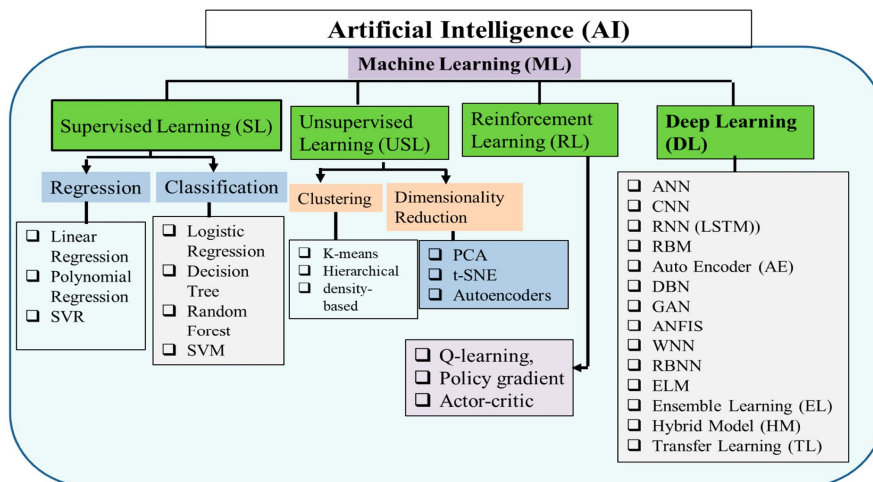 Artificial Intelligence (AI)
Machine Learning (ML)
Supervised Learning (SL)
Unsupervised
Learning (USL)
Reinforcement
Learning (RL)
Deep Learning
(DL)
Regression
Classification
Clustering
Dimensionality
Reduction
❑ Linear
Regression
❑ Polynomial
Regression
❑ SVR
❑ Logistic
Regression
❑ Decision
Tree
❑ Random
Forest
❑ SVM
❑ K-means
❑ Hierarchical
❑ density-
based
❑ PCA
❑ t-SNE
❑ Autoencoders
❑ Q-learning,
❑ Policy gradient
❑ Actor-critic
❑ ANN
❑ CNN
❑ RNN (LSTM))
❑ RBM
❑ Auto Encoder (AE)
❑ DBN
❑ GAN
❑ ANFIS
❑ WNN
❑ RBNN
❑ ELM
❑ Ensemble Learning (EL)
❑ Hybrid Model (HM)
❑ Transfer Learning (TL)